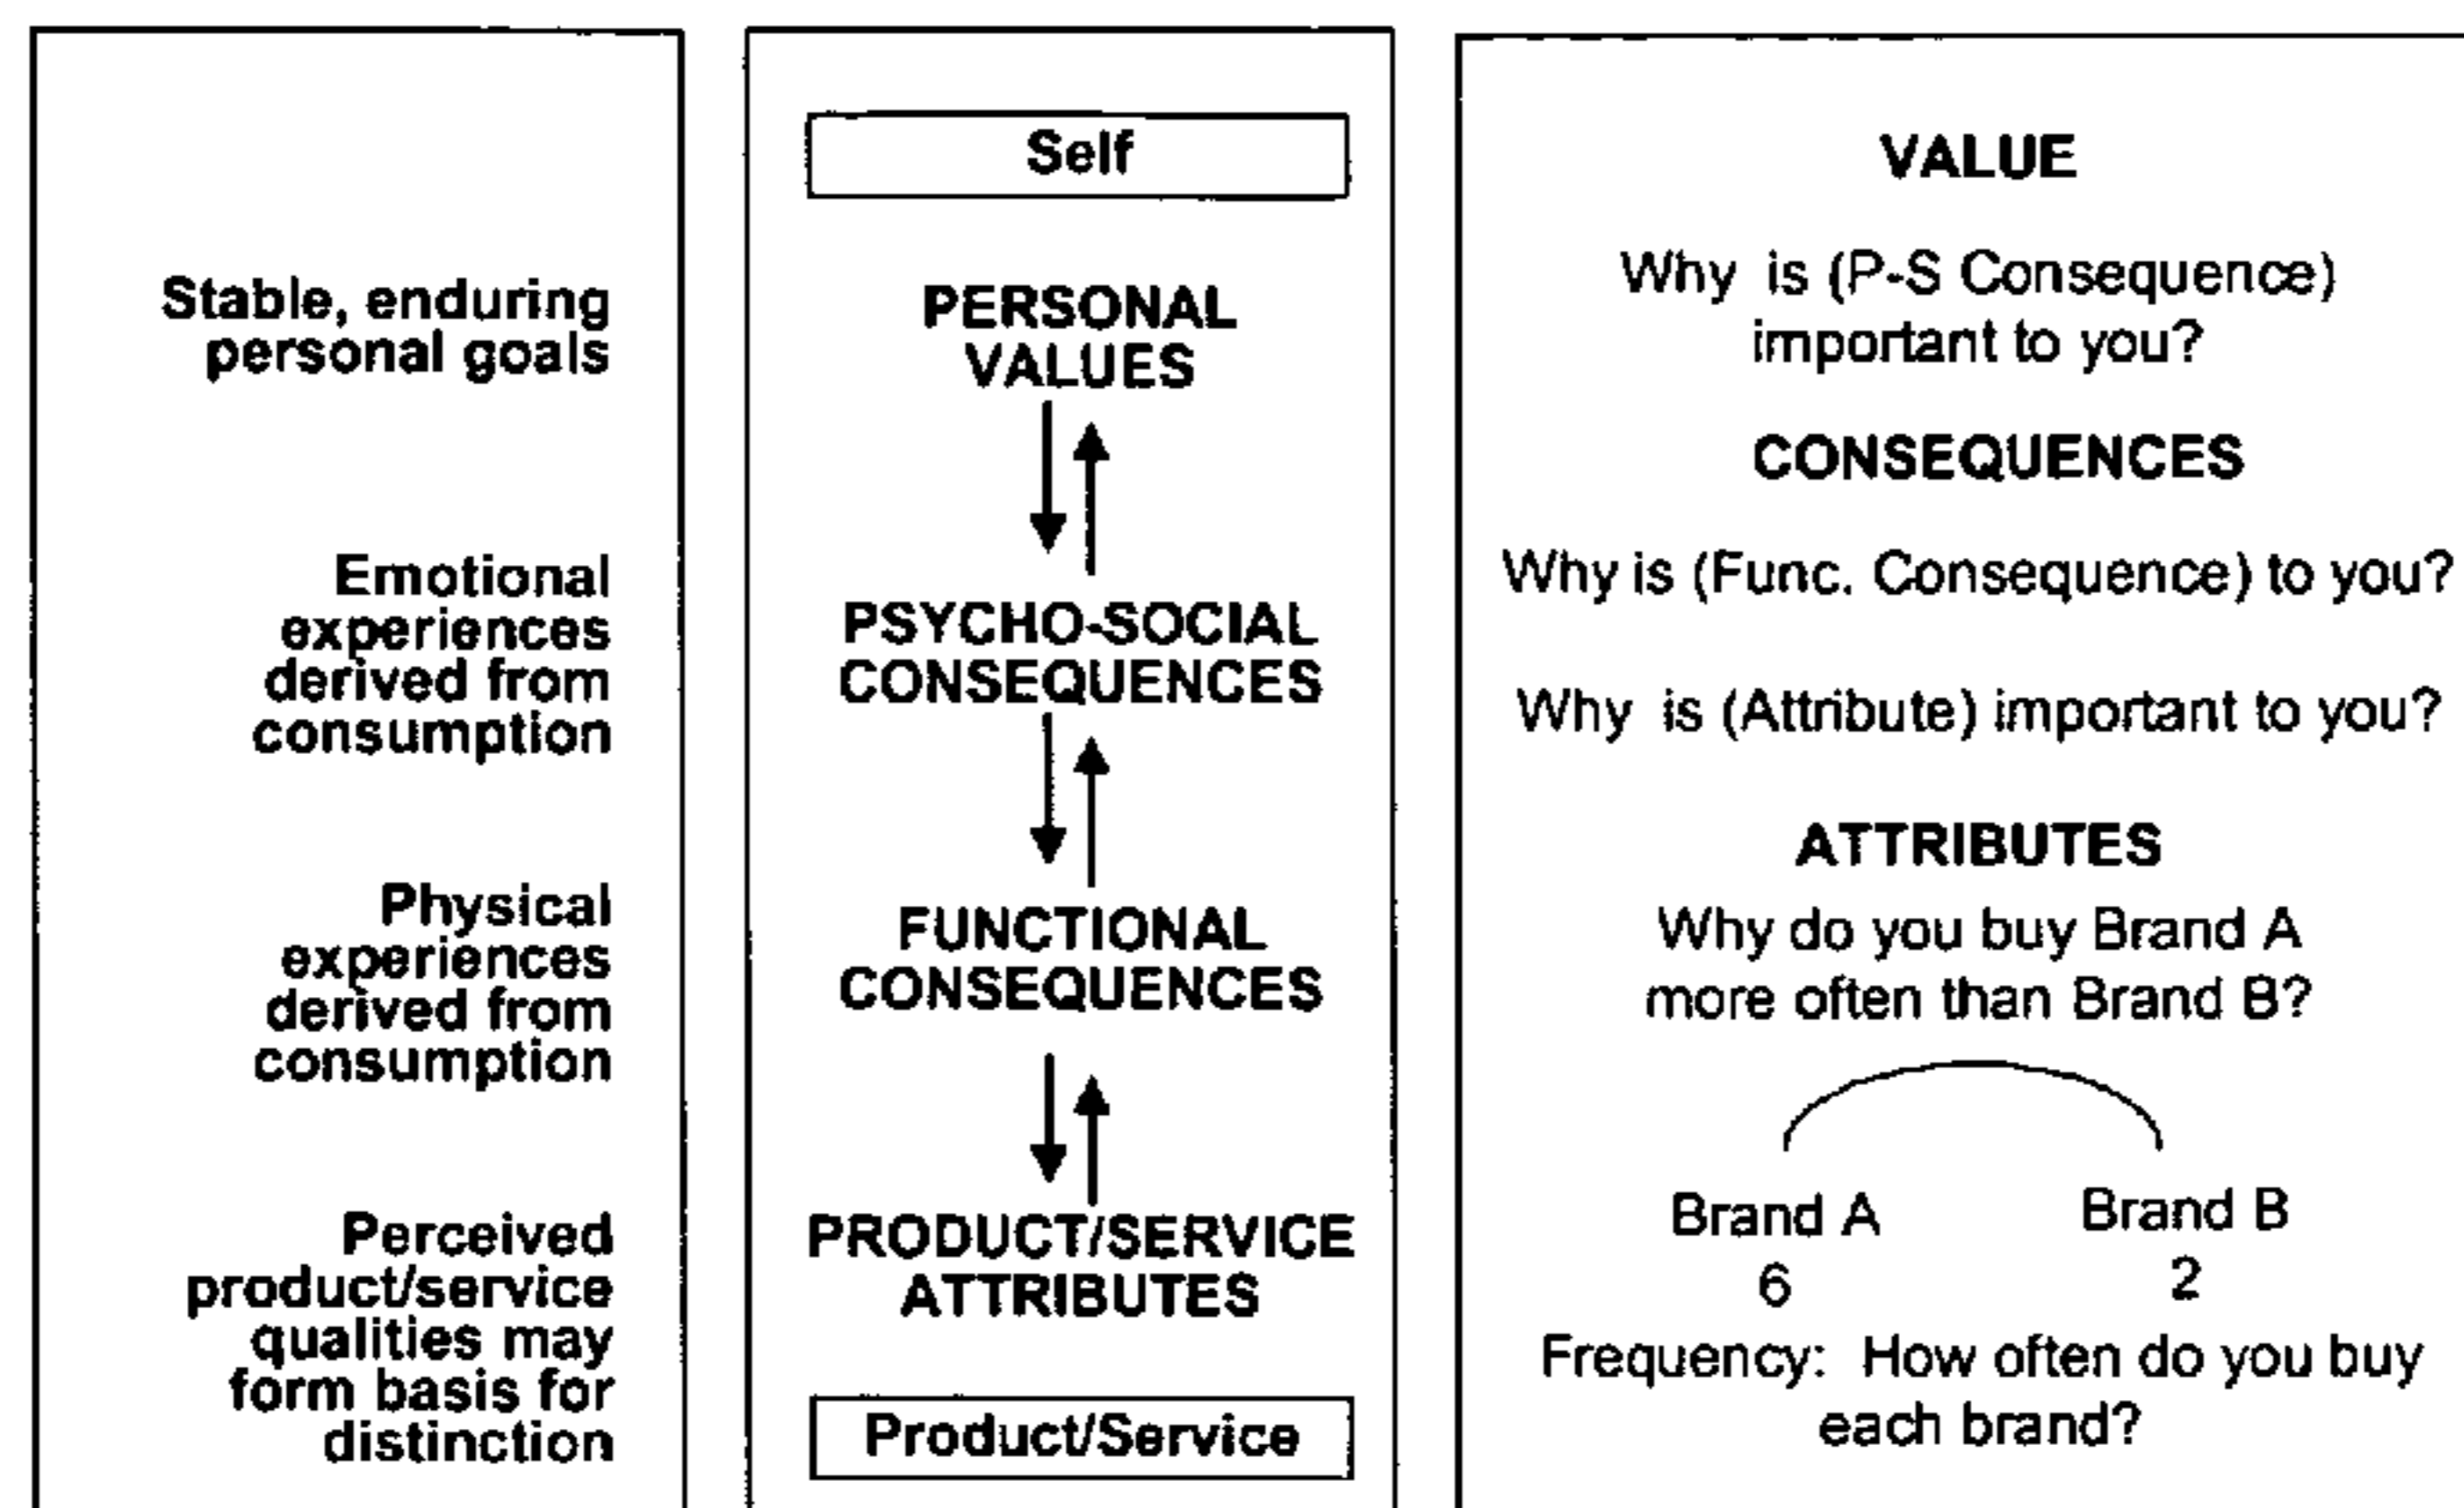 Stable, enduring
personal goals
Emotional
experiences
derived from
consumption
Physical
experiences
derived from
consumption
Perceived
product/service
qualities may
form basis for
distinction
Self
PERSONAL
VALUES
PSYCHO-SOCIAL
CONSEQUENCES
FUNCTIONAL
CONSEQUENCES
PRODUCT/SERVICE
ATTRIBUTES
Product/Service
VALUE
Why is (P-S Consequence)
important to you?
CONSEQUENCES
Why is (Func. Consequence) to you?
Why is (Attribute) important to you?
ATTRIBUTES
Why do you buy Brand A
more often than Brand B?
Brand A Brand B
6 2
Frequency: How often do you buy
each brand?